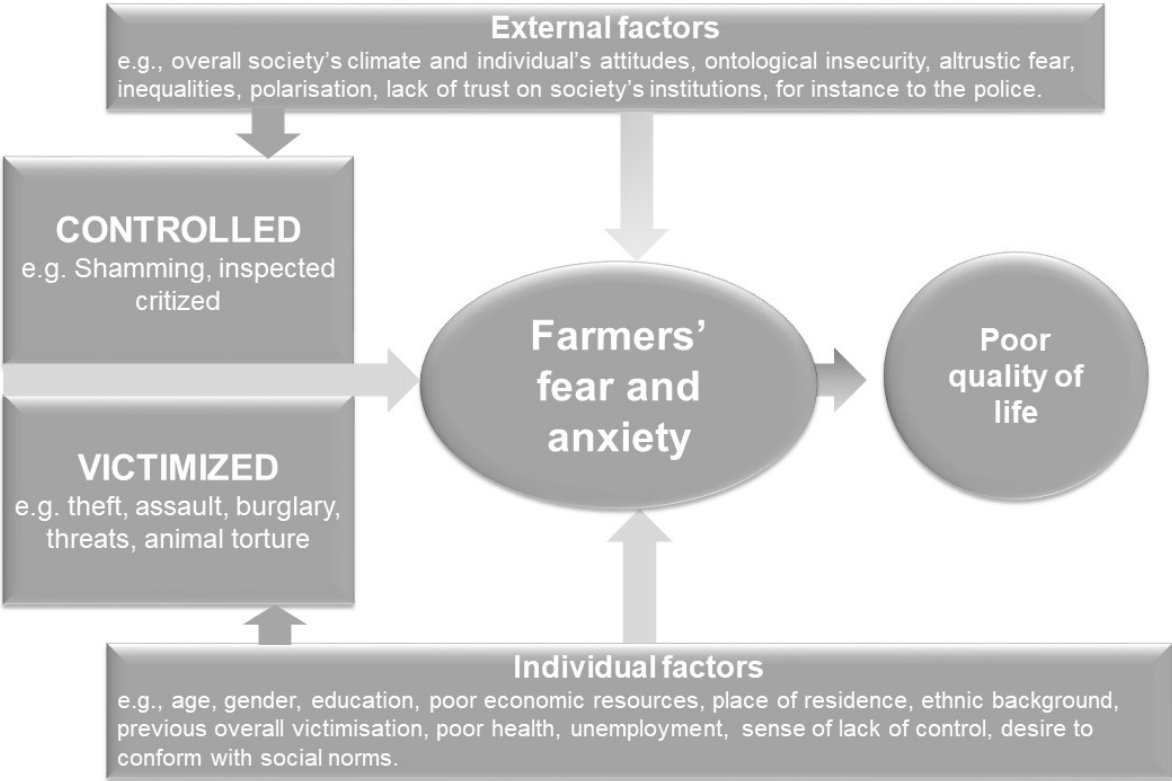 External factors
e.g., overall society's climate and individual's attitudes, ontological insecurity, altrustic fear,
inequalities, polarisation, lack of trust on society's institutions, for instance to the police.
CONTROLLED
e.g. Shamming, inspected
critized
Farmers'
fear and
anxiety
Poor
quality of
life
VICTIMIZED
e.g. theft, assault, burglary,
threats, animal torture
Individual factors
e.g., age, gender, education, poor economic resources, place of residence, ethnic background,
previous overall victimisation, poor health, unemployment, sense of lack of control, desire to
conform with social norms.